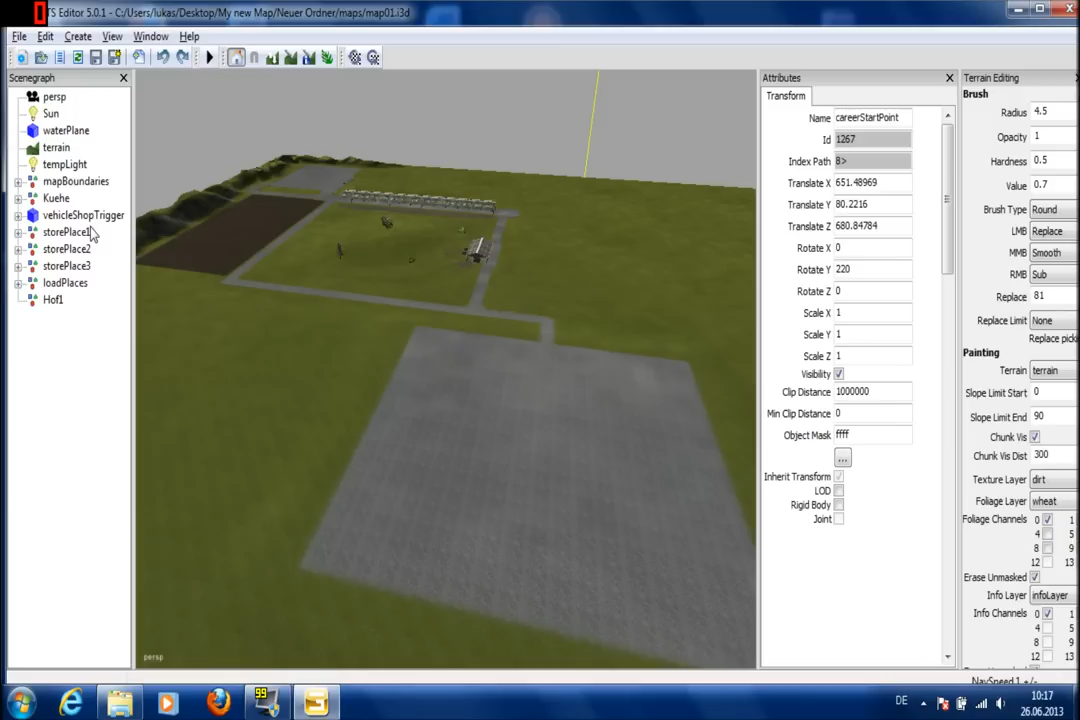 TS Editor 5.0.1 - C:/Users/lukas/Desktop/My new Map/Neuer Ordner/maps/map01.i3d
File Edit Create View Window Help
Scenegraph
persp
Sun
waterPlane
terrain
tempLight
mapBoundaries
Kuehe
vehicleShopTrigger
storePlace1
storePlace2
storePlace3
loadPlaces
Hof1
persp
Attributes
Transform
Name careerStartPoint
Id 1267
Index Path 8>
Translate X 651.48969
Translate Y 80.2216
Translate Z 680.84784
Rotate X 0
Rotate Y 220
Rotate Z 0
Scale X 1
Scale Y 1
Scale Z 1
Visibility
Clip Distance 1000000
Min Clip Distance 0
Object Mask ffff
...
Inherit Transform
LOD
Rigid Body
Joint
Terrain Editing
Brush
Radius 4.5
Opacity 1
Hardness 0.5
Value 0.7
Brush Type Round
LMB Replace
MMB Smooth
RMB Sub
Replace 81
Replace Limit None
Replace pick
Painting
Terrain terrain
Slope Limit Start 0
Slope Limit End 90
Chunk Vis
Chunk Vis Dist 300
Texture Layer dirt
Foliage Layer wheat
Foliage Channels 0 1
4 5
8 9
12 13
Erase Unmasked
Info Layer infoLayer
Info Channels 0 1
4 5
8 9
12 13
NavSpeed 1 +/-
99
DE
10:17
26.06.2013